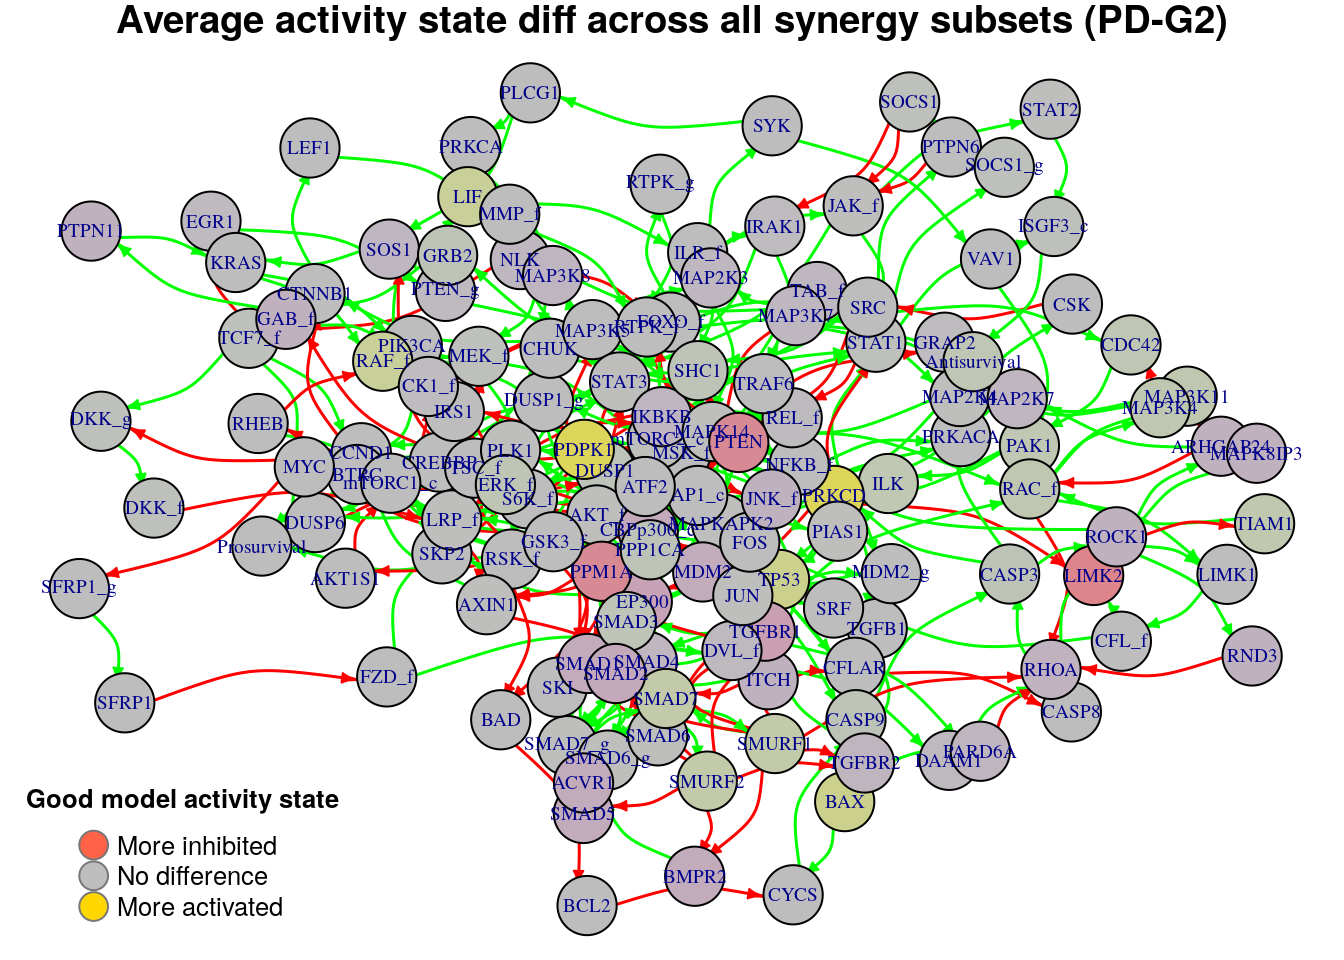 Average activity state diff across all synergy subsets (PD-G2)
PLCG1
SOCS1
STAT2
SYK
LEF1
PRKCA
PTPN6
SOCS1_g
RTPK_g
LIF
MMP_f
JAK_f
PTPN11
EGR1
IRAK1
ISGF3_c
SOS1
GRB2
NLK
ILR_f
VAV1
KRAS
MAP3K8
MAP2K3
CTNNB1
PTEN_g
TAB_f
CSK
GAB_f
MAP3K7
SRC
TCF7_f
PIK3CA
MAP3K5
RTPK_f
FOXO_f
STAT1
GRAP2
CDC42
RAF_f
MEK_f
CHUK
Antisurvival
SHC1
CK1_f
STAT3
TRAF6
DUSP1_g
MAP2K4
MAP2K7
MAP3K11
MAP3K4
DKK_g
RHEB
IRS1
IKBKB
RELL_f
MAPK14
PTEN
PRKACA
PAK1
ARHGAP24
MAPK8IP3
CCND1
PLK1
PDPK1
mTORC2_c
MSK_f
NFKB_f
MYC
BTRC
CREBBP
TSC_f
DUSP1
mTORC1_c
ERK_f
ATF2
ILK
RAC_f
DKK_f
S6K_f
AP1_c
JNK_f
PRKCD
DUSP6
LRP_f
AKT_f
MAPKAPK2
TIAM1
Prosurvival
SKP2
RSK_f
GSK3_f
CBPp300_c
PPP1CA
FOS
PIAS1
ROCK1
AKT1S1
PPM1A
MDM2
TP53
MDM2_g
CASP3
LIMK2
LIMK1
SFRP1_g
AXIN1
EP300
JUN
SRF
SMAD3
TGFBR1
TGFB1
CFL_f
DVL_f
RND3
FZD_f
SMAD1
SMAD4
SMAD2
ITCH
CFLAR
RHOA
SFRP1
SKI
SMAD7
BAD
CASP9
CASP8
SMAD7_g
SMAD6
SMURF1
SMAD6_g
TGFBR2
DAAM1
PARD6A
ACVR1
SMURF2
BAX
SMAD5
BMPR2
CYCS
BCL2
Good model activity state
More inhibited
No difference
More activated